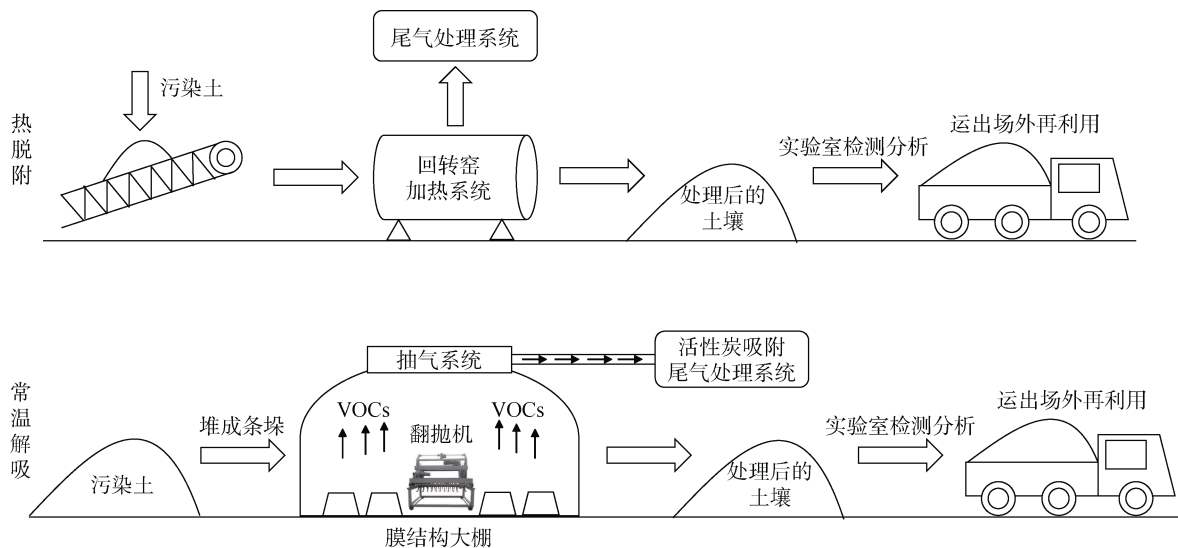 尾气处理系统
污染土
热脱附
回转窑
加热系统
处理后的
土壤
实验室检测分析
运出场外再利用
常温解吸
污染土
堆成条垛
抽气系统
VOCs
VOCs
翻抛机
膜结构大棚
活性炭吸附
尾气处理系统
处理后的
土壤
实验室检测分析
运出场外再利用